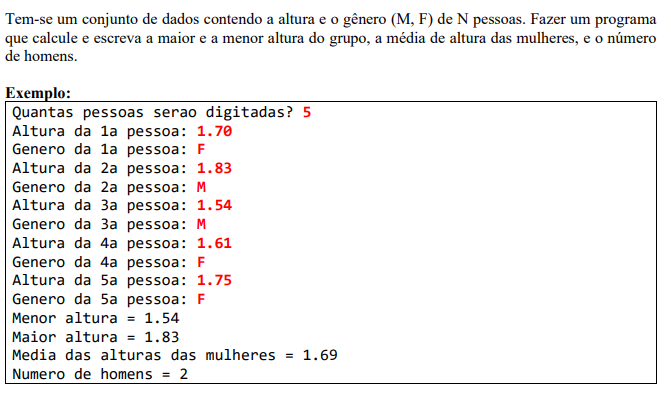 Tem-se um conjunto de dados contendo a altura e o gênero (M, F) de N pessoas. Fazer um programa
que calcule e escreva a maior e a menor altura do grupo, a média de altura das mulheres, e o número
de homens.
Exemplo:
Quantas pessoas serao digitadas? 5
Altura da 1a pessoa: 1.70
Genero da 1a pessoa: F
Altura da 2a pessoa: 1.83
Genero da 2a pessoa: M
Altura da 3a pessoa: 1.54
Genero da 3a pessoa: M
Altura da 4a pessoa: 1.61
Genero da 4a pessoa: F
Altura da 5a pessoa: 1.75
Genero da 5a pessoa: F
Menor altura = 1.54
Maior altura = 1.83
Media das alturas das mulheres = 1.69
Numero de homens = 2